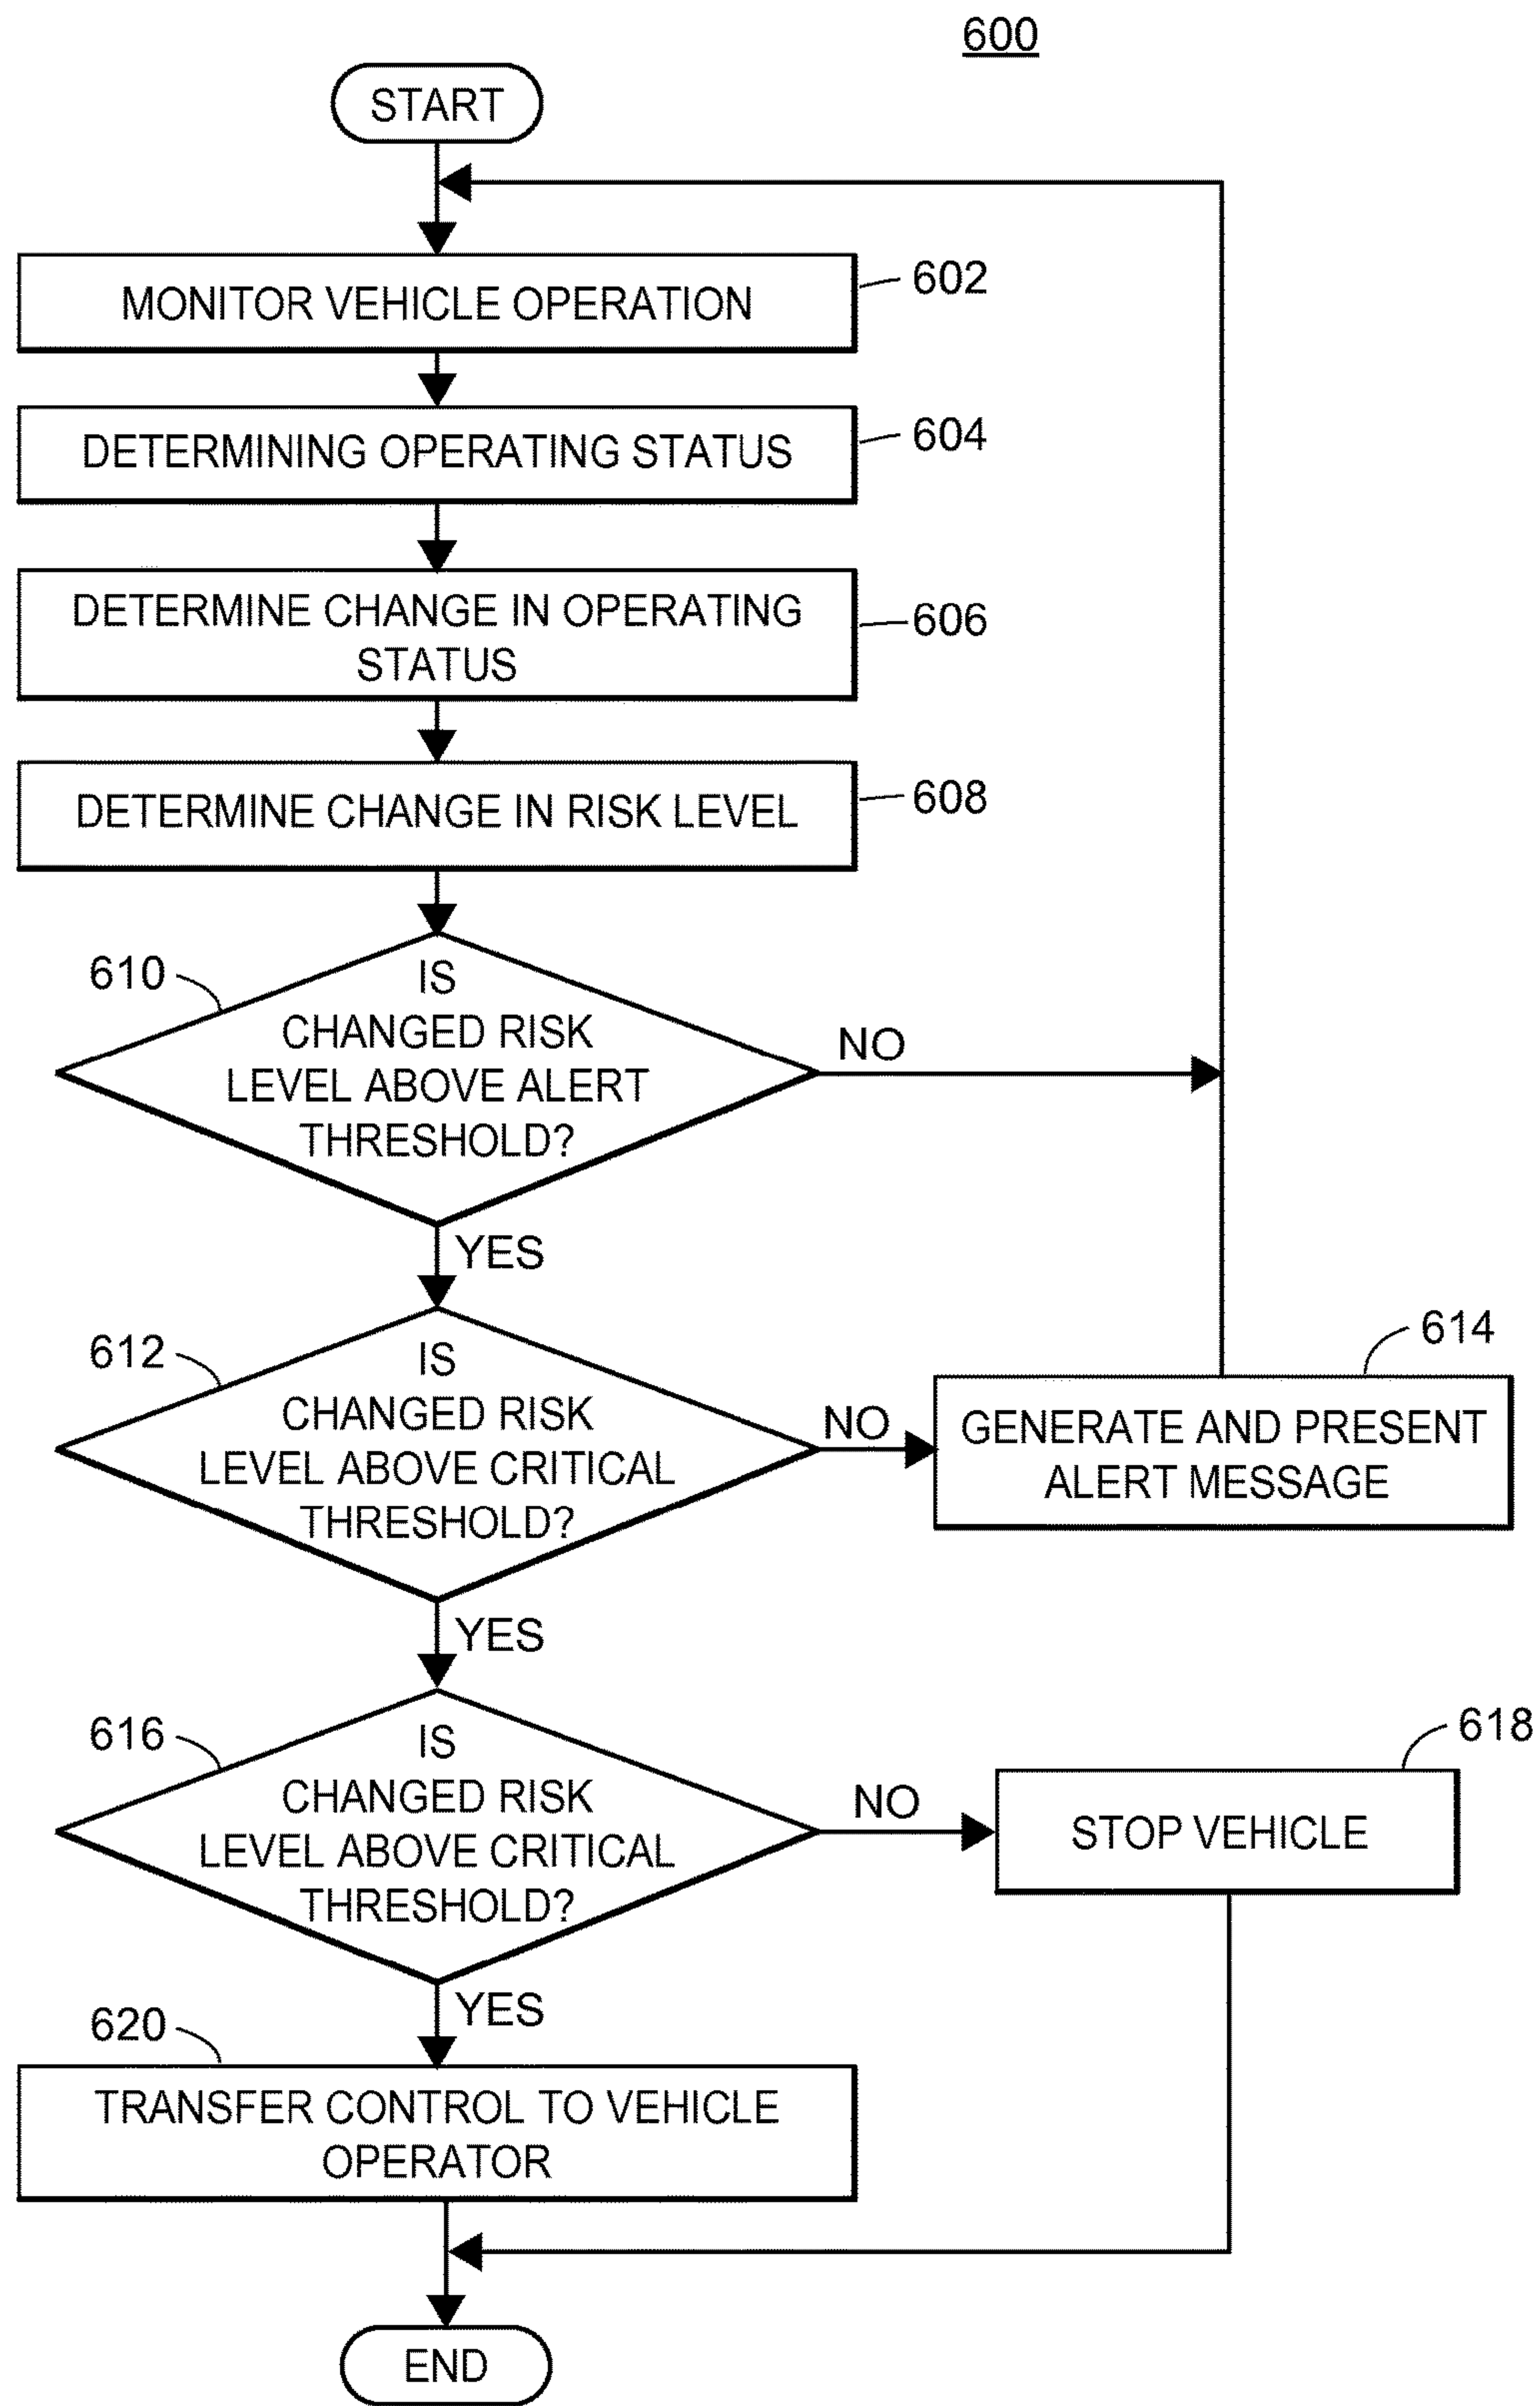 600
START
MONITOR VEHICLE OPERATION
602
DETERMINING OPERATING STATUS
604
DETERMINE CHANGE IN OPERATING
STATUS
606
DETERMINE CHANGE IN RISK LEVEL
608
610
IS
CHANGED RISK
LEVEL ABOVE ALERT
THRESHOLD?
NO
YES
612
IS
CHANGED RISK
LEVEL ABOVE CRITICAL
THRESHOLD?
NO
614
GENERATE AND PRESENT
ALERT MESSAGE
YES
616
IS
CHANGED RISK
LEVEL ABOVE CRITICAL
THRESHOLD?
NO
618
STOP VEHICLE
YES
620
TRANSFER CONTROL TO VEHICLE
OPERATOR
END